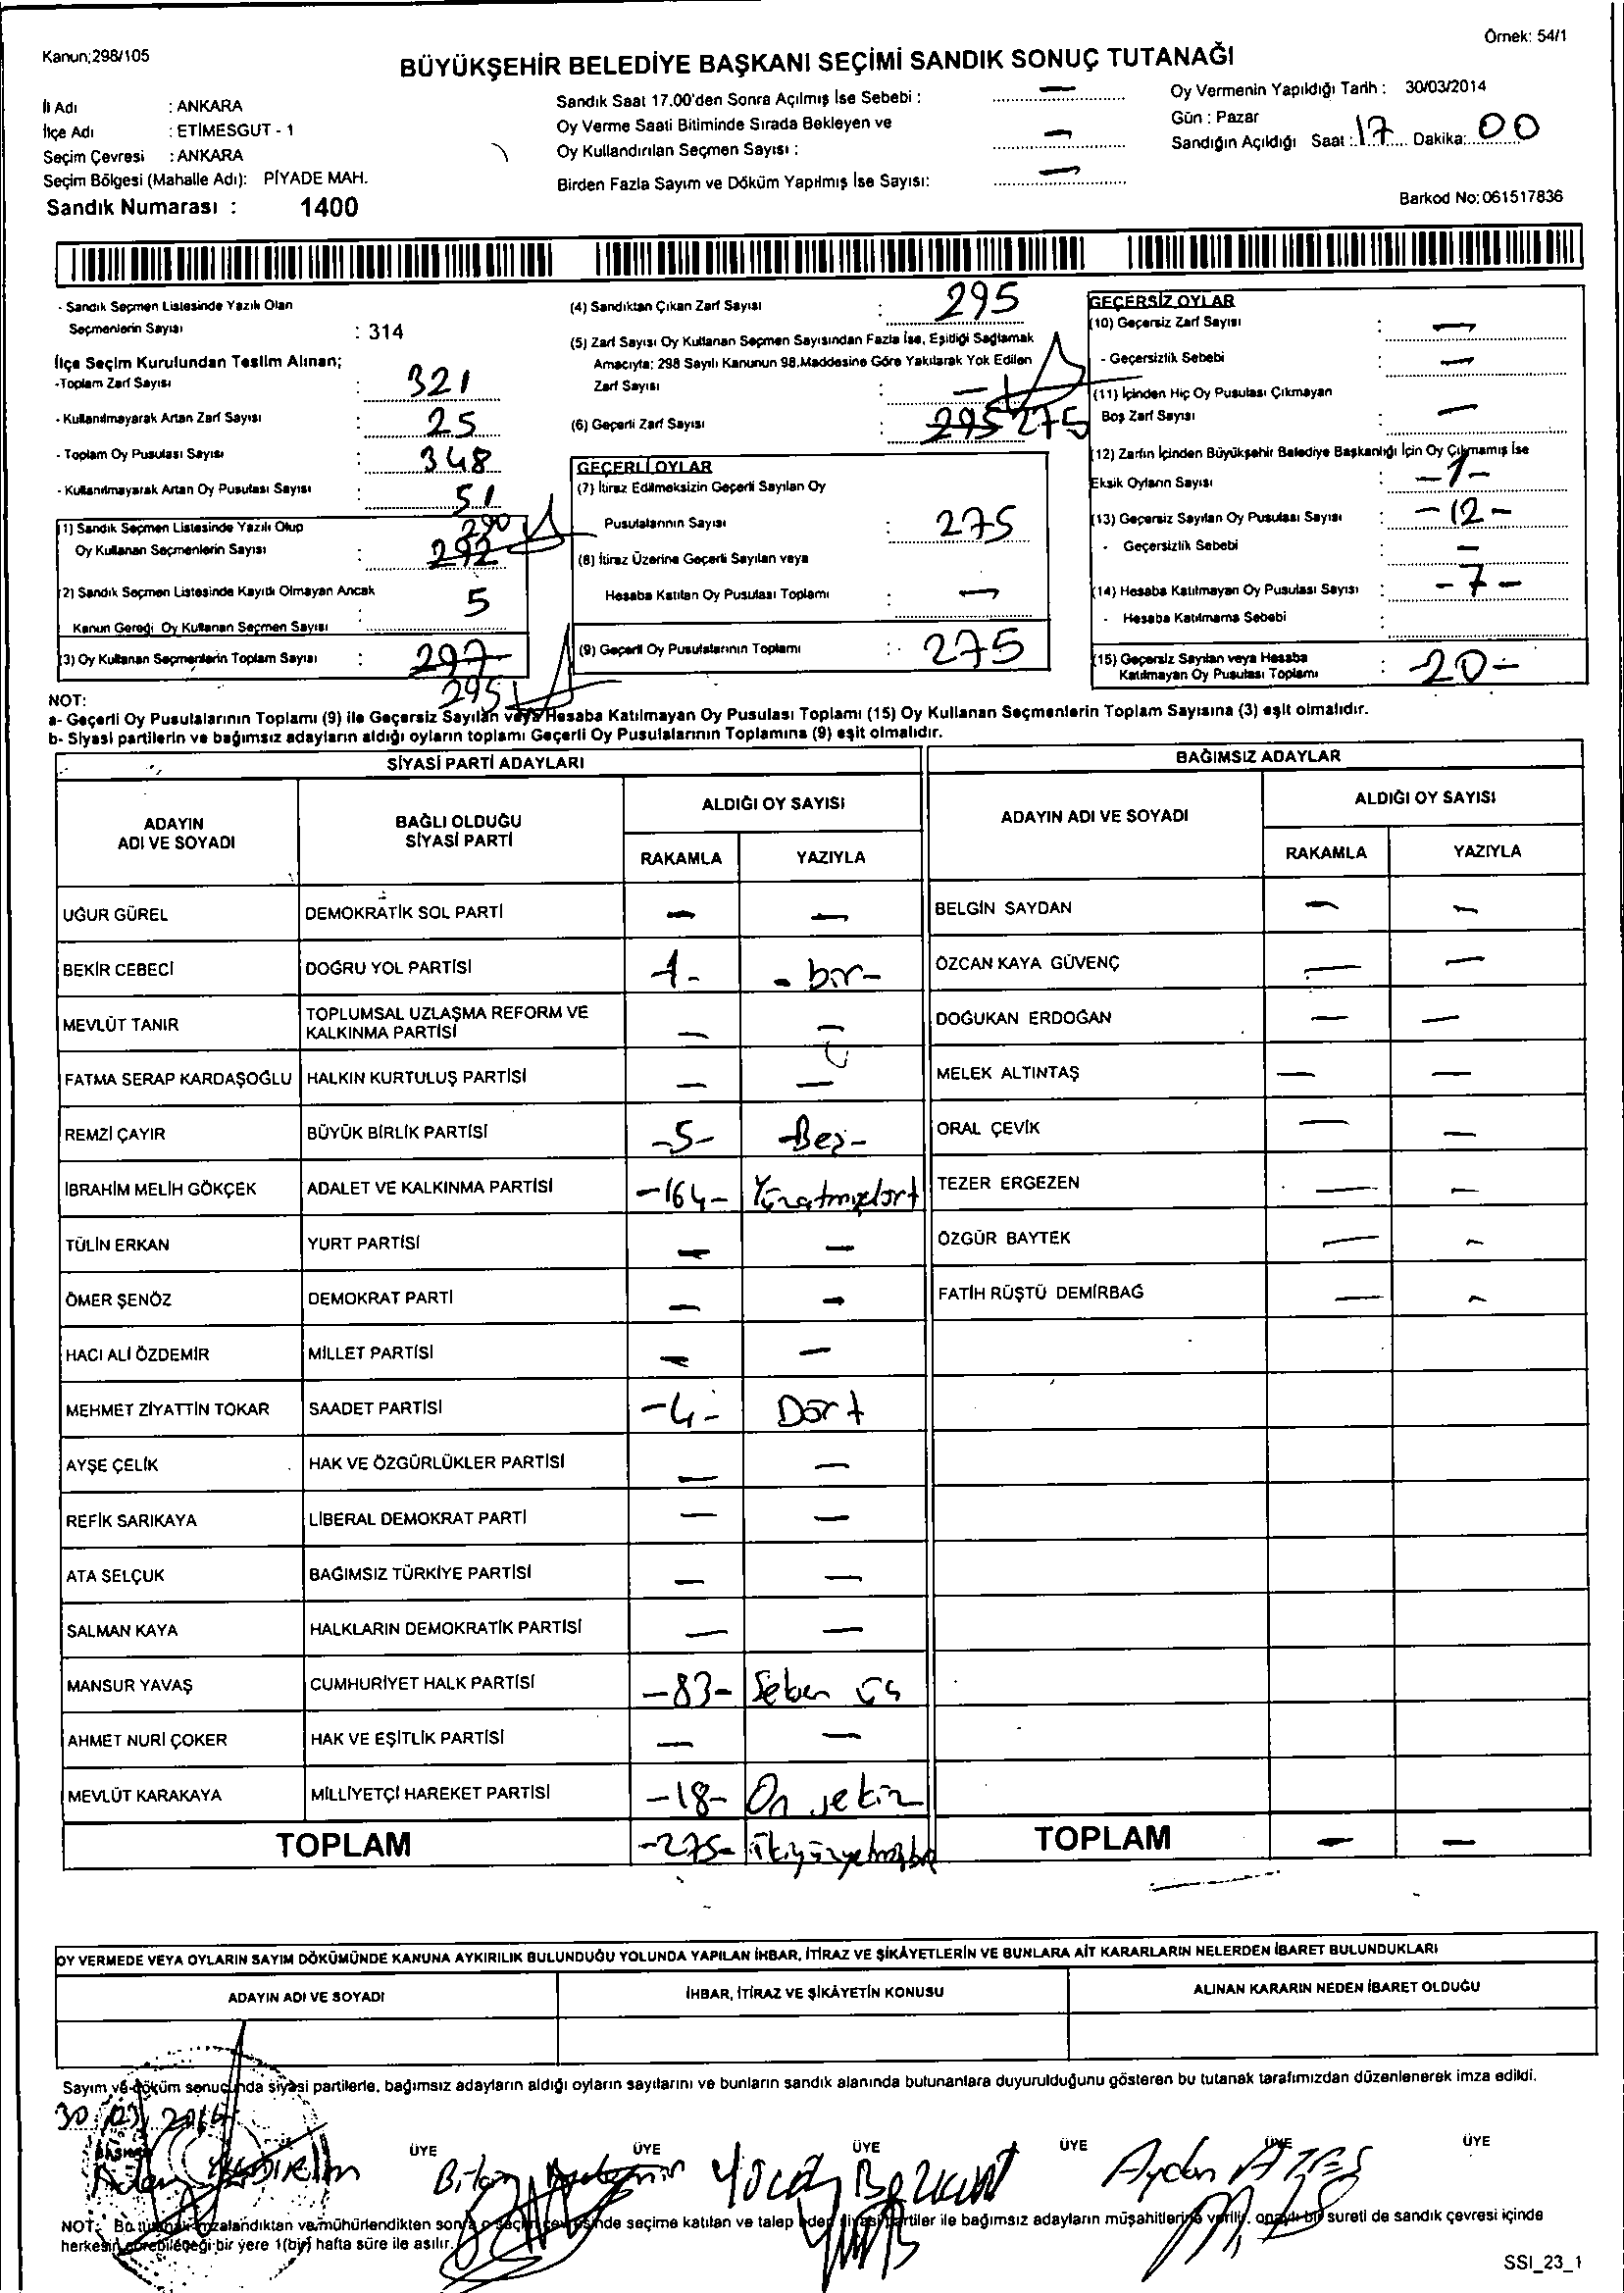 Kanun;298/105
Örnek: 54/1
BÜYÜKŞEHİR BELEDİYE BAŞKANI SEÇİMİ SANDIK SONUÇ TUTANAĞI
İl Adı : ANKARA
İlçe Adı : ETİMESGUT - 1
Seçim Çevresi : ANKARA
Seçim Bölgesi (Mahalle Adı): PİYADE MAH.
Sandık Numarası : 1400
Sandık Saat 17.00'den Sonra Açılmış İse Sebebi : —
Oy Verme Saati Bitiminde Sırada Bekleyen ve
Oy Kullandırılan Seçmen Sayısı : —
Birden Fazla Sayım ve Döküm Yapılmış İse Sayısı: —
Oy Vermenin Yapıldığı Tarih : 30/03/2014
Gün : Pazar
Sandığın Açıldığı Saat : 17 Dakika: 00
Barkod No: 061517836
- Sandık Seçmen Listesinde Yazılı Olan
Seçmenlerin Sayısı : 314
İlçe Seçim Kurulundan Teslim Alınan;
-Toplam Zarf Sayısı : 321
- Kullanılmayarak Artan Zarf Sayısı : 25
- Toplam Oy Pusulası Sayısı : 348
- Kullanılmayarak Artan Oy Pusulası Sayısı : 51
(1) Sandık Seçmen Listesinde Yazılı Olup 290
Oy Kullanan Seçmenlerin Sayısı : 292
(2) Sandık Seçmen Listesinde Kayıtlı Olmayan Ancak
Kanun Gereği Oy Kullanan Seçmen Sayısı : 5
(3) Oy Kullanan Seçmenlerin Toplam Sayısı : 297
295
(4) Sandıktan Çıkan Zarf Sayısı : 295
(5) Zarf Sayısı Oy Kullanan Seçmen Sayısından Fazla İse, Eşitliği Sağlamak
Amacıyla: 298 Sayılı Kanunun 98.Maddesine Göre Yakılarak Yok Edilen
Zarf Sayısı : —
(6) Geçerli Zarf Sayısı : 295 275
GEÇERLİ OYLAR
(7) İtiraz Edilmeksizin Geçerli Sayılan Oy
Pusulalarının Sayısı : 275
(8) İtiraz Üzerine Geçerli Sayılan veya
Hesaba Katılan Oy Pusulası Toplamı : —
(9) Geçerli Oy Pusulalarının Toplamı : 275
GEÇERSİZ OYLAR
(10) Geçersiz Zarf Sayısı : —
- Geçersizlik Sebebi : —
(11) İçinden Hiç Oy Pusulası Çıkmayan
Boş Zarf Sayısı : —
(12) Zarfın İçinden Büyükşehir Belediye Başkanlığı İçin Oy Çıkmamış İse
Eksik Oyların Sayısı : -1-
(13) Geçersiz Sayılan Oy Pusulası Sayısı : -12-
- Geçersizlik Sebebi : —
(14) Hesaba Katılmayan Oy Pusulası Sayısı : -7-
- Hesaba Katılmama Sebebi :
(15) Geçersiz Sayılan veya Hesaba
Katılmayan Oy Pusulası Toplamı : -20-
NOT:
a- Geçerli Oy Pusulalarının Toplamı (9) ile Geçersiz Sayılan veya Hesaba Katılmayan Oy Pusulası Toplamı (15) Oy Kullanan Seçmenlerin Toplam Sayısına (3) eşit olmalıdır.
b- Siyasi partilerin ve bağımsız adayların aldığı oyların toplamı Geçerli Oy Pusulalarının Toplamına (9) eşit olmalıdır.
SİYASİ PARTİ ADAYLARI
ADAYIN ADI VE SOYADI BAĞLI OLDUĞU SİYASİ PARTİ ALDIĞI OY SAYISI
RAKAMLA YAZIYLA
UĞUR GÜREL DEMOKRATİK SOL PARTİ — —
BEKİR CEBECİ DOĞRU YOL PARTİSİ 1- -bir-
MEVLÜT TANIR TOPLUMSAL UZLAŞMA REFORM VE KALKINMA PARTİSİ — —
FATMA SERAP KARDAŞOĞLU HALKIN KURTULUŞ PARTİSİ — —
REMZİ ÇAYIR BÜYÜK BİRLİK PARTİSİ -5- -Beş-
İBRAHİM MELİH GÖKÇEK ADALET VE KALKINMA PARTİSİ -164- Yüzatmışdört
TÜLİN ERKAN YURT PARTİSİ — —
ÖMER ŞENÖZ DEMOKRAT PARTİ — —
HACI ALİ ÖZDEMİR MİLLET PARTİSİ — —
MEHMET ZİYATTİN TOKAR SAADET PARTİSİ -4- Dört
AYŞE ÇELİK HAK VE ÖZGÜRLÜKLER PARTİSİ — —
REFİK SARIKAYA LİBERAL DEMOKRAT PARTİ — —
ATA SELÇUK BAĞIMSIZ TÜRKİYE PARTİSİ — —
SALMAN KAYA HALKLARIN DEMOKRATİK PARTİSİ — —
MANSUR YAVAŞ CUMHURİYET HALK PARTİSİ -83- Seksen üç
AHMET NURİ ÇOKER HAK VE EŞİTLİK PARTİSİ — —
MEVLÜT KARAKAYA MİLLİYETÇİ HAREKET PARTİSİ -18- On sekiz
TOPLAM -275-
BAĞIMSIZ ADAYLAR
ADAYIN ADI VE SOYADI ALDIĞI OY SAYISI
RAKAMLA YAZIYLA
BELGİN SAYDAN — —
ÖZCAN KAYA GÜVENÇ — —
DOĞUKAN ERDOĞAN — —
MELEK ALTINTAŞ — —
ORAL ÇEVİK — —
TEZER ERGEZEN — —
ÖZGÜR BAYTEK — —
FATİH RÜŞTÜ DEMİRBAĞ — —
TOPLAM — —
OY VERMEDE VEYA OYLARIN SAYIM DÖKÜMÜNDE KANUNA AYKIRILIK BULUNDUĞU YOLUNDA YAPILAN İHBAR, İTİRAZ VE ŞİKÂYETLERİN VE BUNLARA AİT KARARLARIN NELERDEN İBARET BULUNDUKLARI
ADAYIN ADI VE SOYADI İHBAR, İTİRAZ VE ŞİKÂYETİN KONUSU ALINAN KARARIN NEDEN İBARET OLDUĞU
Sayım ve döküm sonucunda siyasi partilerle, bağımsız adayların aldığı oyların sayılarını ve bunların sandık alanında bulunanlara duyurulduğunu gösteren bu tutanak tarafımızdan düzenlenerek imza edildi.
30/03/2014
BAŞKAN ÜYE ÜYE ÜYE ÜYE ÜYE ÜYE
Yücel Bozkurt Aydın ATEŞ
NOT: Bu tutanak imzalandıktan ve mühürlendikten sonra o seçim çevresinde seçime katılan ve talep eden siyasi partiler ile bağımsız adayların müşahitlerine verilir, onaylı bir sureti de sandık çevresi içinde
herkesin görebileceği bir yere 1(bir) hafta süre ile asılır.
SSI_23_1